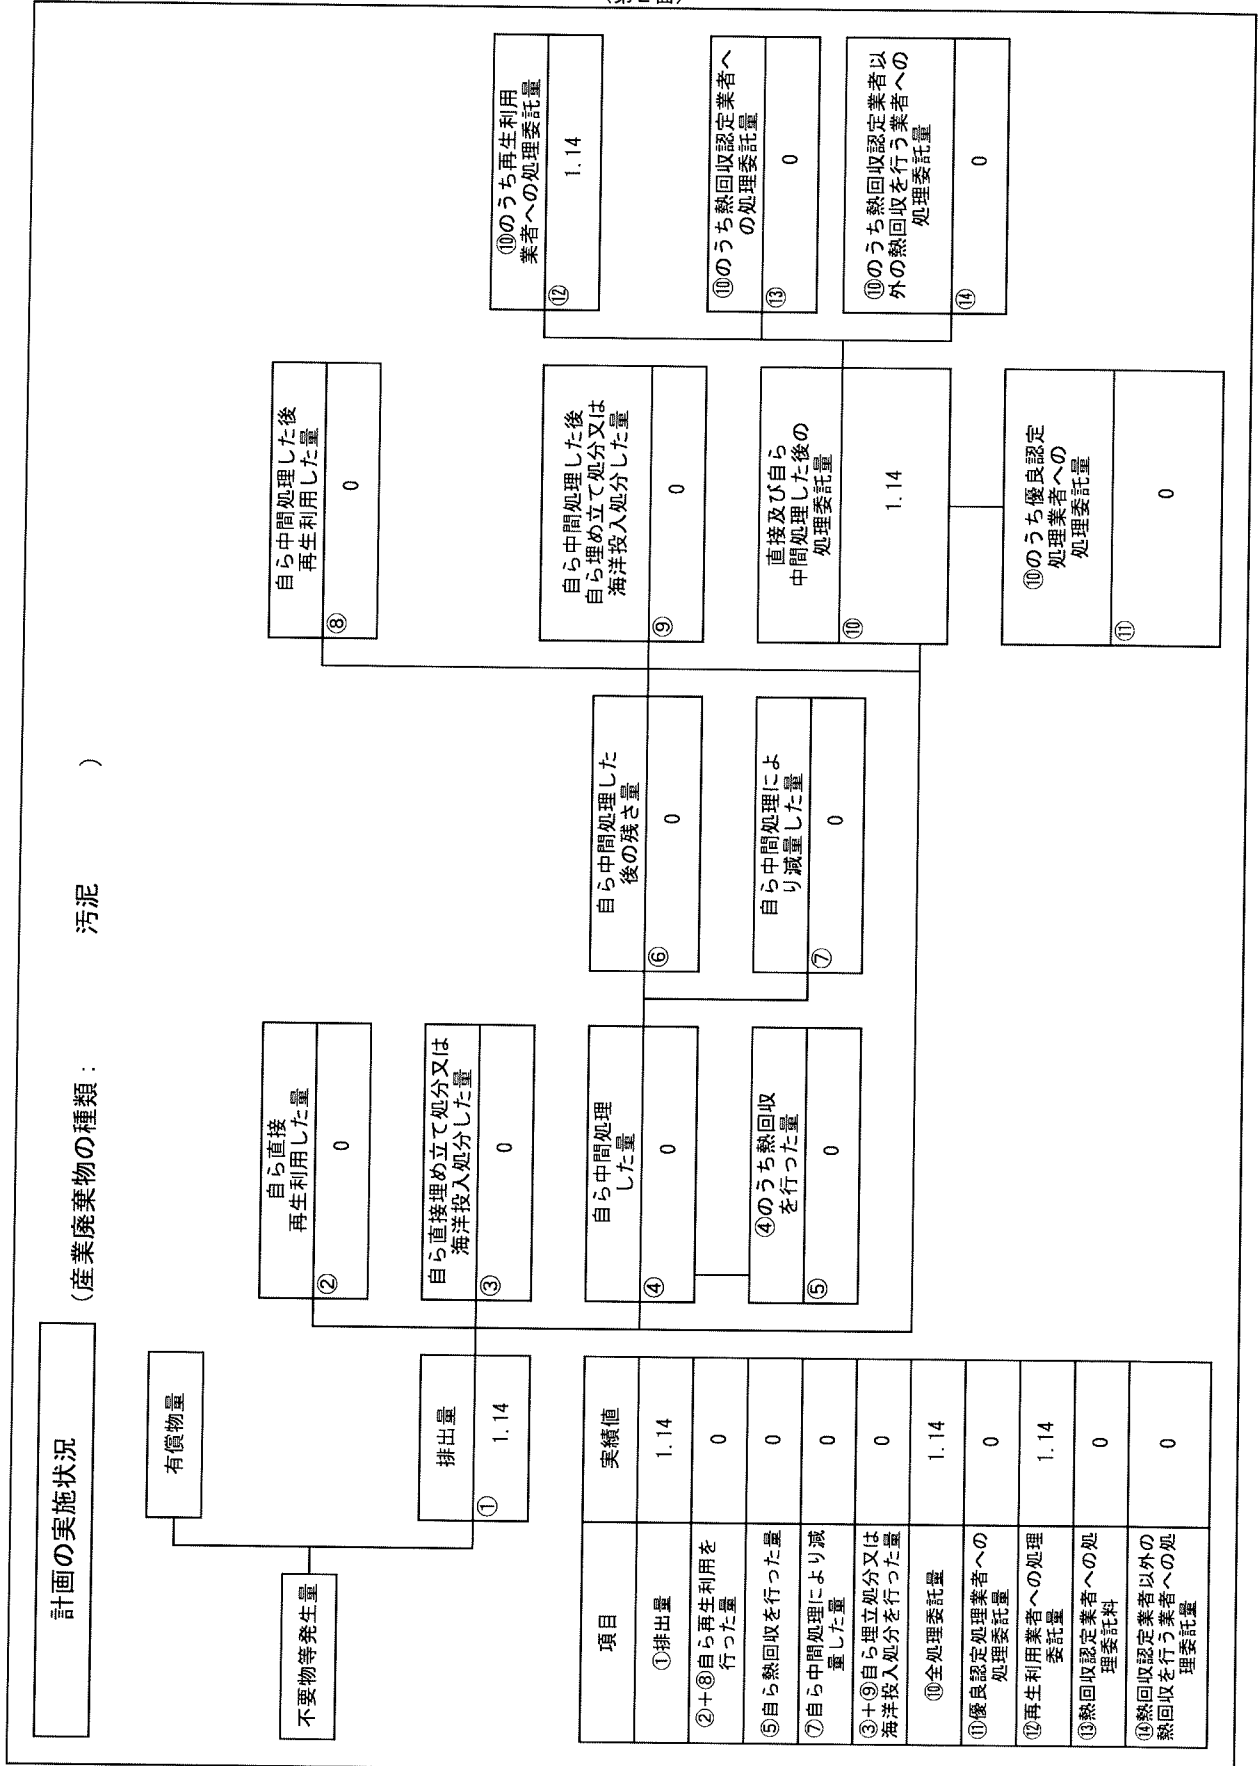 (第２面)
計画の実施状況
(産業廃棄物の種類: 汚泥 )
不要物等発生量
有償物量
排出量
① 1.14
自ら直接
再生利用した量
② 0
自ら直接埋め立て処分又は
海洋投入処分した量
③ 0
自ら中間処理
した量
④ 0
④のうち熱回収
を行った量
⑤ 0
自ら中間処理した
後の残さ量
⑥ 0
自ら中間処理によ
り減量した量
⑦ 0
自ら中間処理した後
再生利用した量
⑧ 0
自ら中間処理した後
自ら埋め立て処分又は
海洋投入処分した量
⑨ 0
直接及び自ら
中間処理した後の
処理委託量
⑩ 1.14
⑩のうち優良認定
処理業者への
処理委託量
⑪ 0
⑩のうち再生利用
業者への処理委託量
⑫ 1.14
⑩のうち熱回収認定業者へ
の処理委託量
⑬ 0
⑩のうち熱回収認定業者以
外の熱回収を行う業者への
処理委託量
⑭ 0
項目 実績値
①排出量 1.14
②+⑧自ら再生利用を
行った量 0
⑤自ら熱回収を行った量 0
⑦自ら中間処理により減
量した量 0
③+⑨自ら埋立処分又は
海洋投入処分を行った量 0
⑩全処理委託量 1.14
⑪優良認定処理業者への
処理委託量 0
⑫再生利用業者への処理
委託量 1.14
⑬熱回収認定業者への処
理委託料 0
⑭熱回収認定業者以外の
熱回収を行う業者への処
理委託量 0